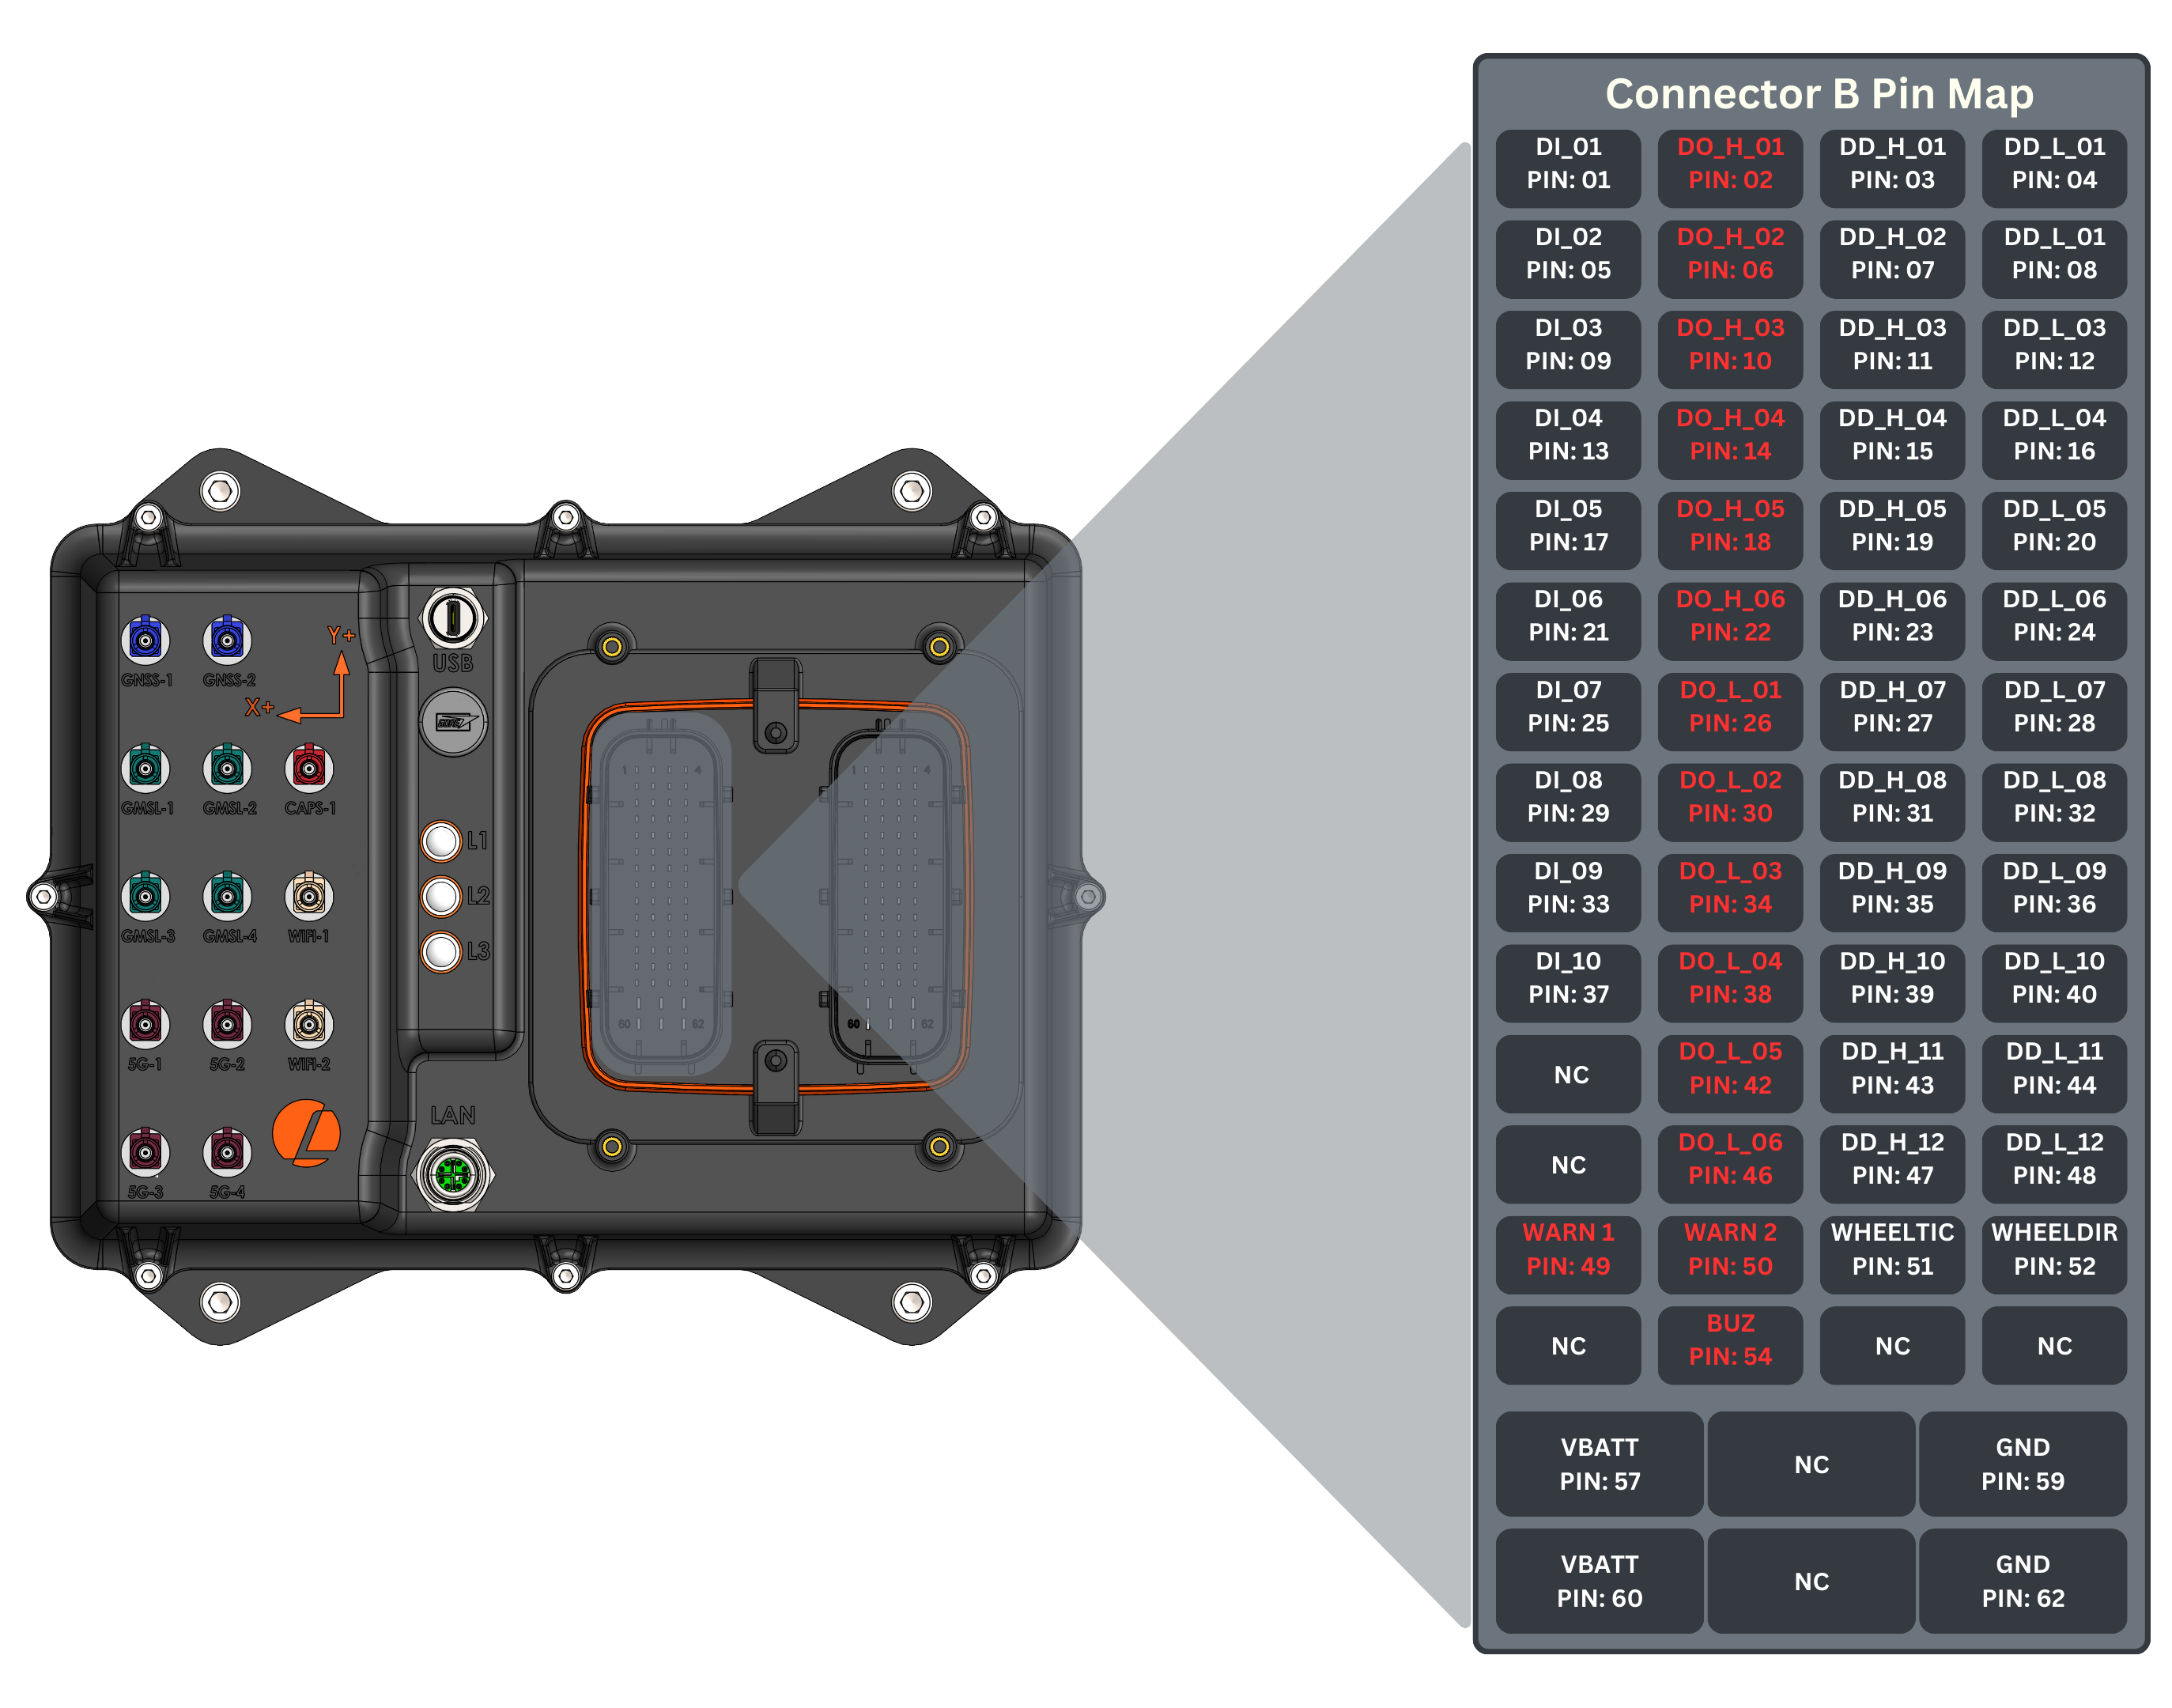 GNSS-1
GNSS-2
Y+
X+
GMSL-1
GMSL-2
CAPS-1
GMSL-3
GMSL-4
WIFI-1
5G-1
5G-2
WIFI-2
5G-3
5G-4
USB
GORE
L1
L2
L3
LAN
1
4
60
62
1
4
60
62
Connector B Pin Map
DI_01
PIN: 01
DO_H_01
PIN: 02
DD_H_01
PIN: 03
DD_L_01
PIN: 04
DI_02
PIN: 05
DO_H_02
PIN: 06
DD_H_02
PIN: 07
DD_L_01
PIN: 08
DI_03
PIN: 09
DO_H_03
PIN: 10
DD_H_03
PIN: 11
DD_L_03
PIN: 12
DI_04
PIN: 13
DO_H_04
PIN: 14
DD_H_04
PIN: 15
DD_L_04
PIN: 16
DI_05
PIN: 17
DO_H_05
PIN: 18
DD_H_05
PIN: 19
DD_L_05
PIN: 20
DI_06
PIN: 21
DO_H_06
PIN: 22
DD_H_06
PIN: 23
DD_L_06
PIN: 24
DI_07
PIN: 25
DO_L_01
PIN: 26
DD_H_07
PIN: 27
DD_L_07
PIN: 28
DI_08
PIN: 29
DO_L_02
PIN: 30
DD_H_08
PIN: 31
DD_L_08
PIN: 32
DI_09
PIN: 33
DO_L_03
PIN: 34
DD_H_09
PIN: 35
DD_L_09
PIN: 36
DI_10
PIN: 37
DO_L_04
PIN: 38
DD_H_10
PIN: 39
DD_L_10
PIN: 40
NC
DO_L_05
PIN: 42
DD_H_11
PIN: 43
DD_L_11
PIN: 44
NC
DO_L_06
PIN: 46
DD_H_12
PIN: 47
DD_L_12
PIN: 48
WARN 1
PIN: 49
WARN 2
PIN: 50
WHEELTIC
PIN: 51
WHEELDIR
PIN: 52
NC
BUZ
PIN: 54
NC
NC
VBATT
PIN: 57
NC
GND
PIN: 59
VBATT
PIN: 60
NC
GND
PIN: 62